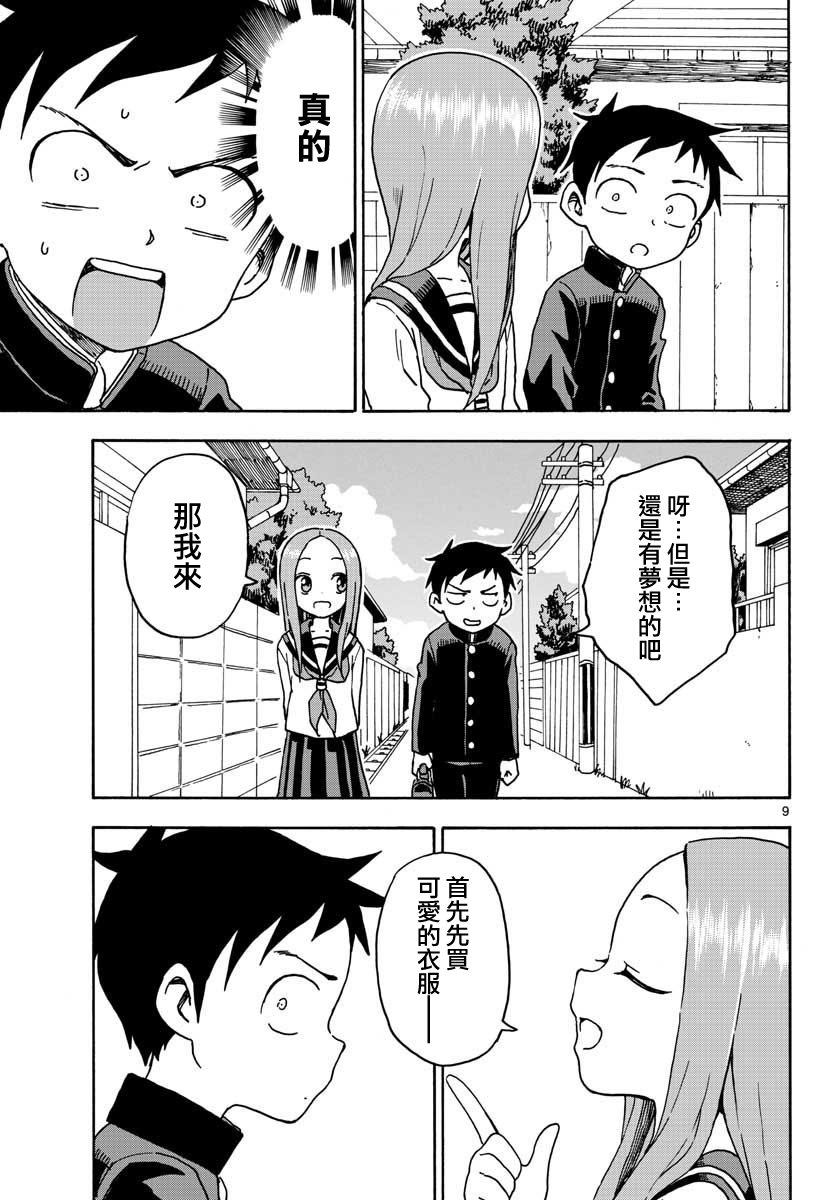 真的
呀…但是…
還是有夢想的吧
那我來
9
首先先買
可愛的衣服——